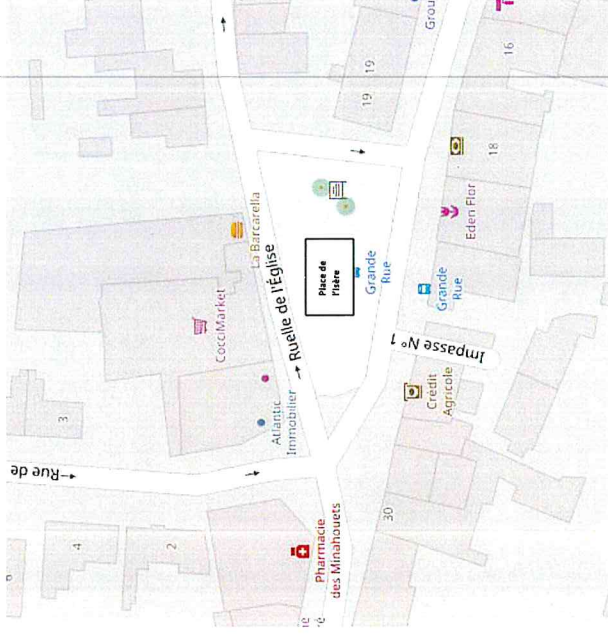 Grou
16
19
19
18
La Barcarella
Eden Flor
Place de
l'Isère
Grande
Rue
Grande
Rue
→ Ruelle de l'Église
CocciMarket
Impasse N° 1
Crédit
Agricole
Atlantic
Immobilier
3
Rue de
30
4
2
6
Pharmacie
des Minahouets